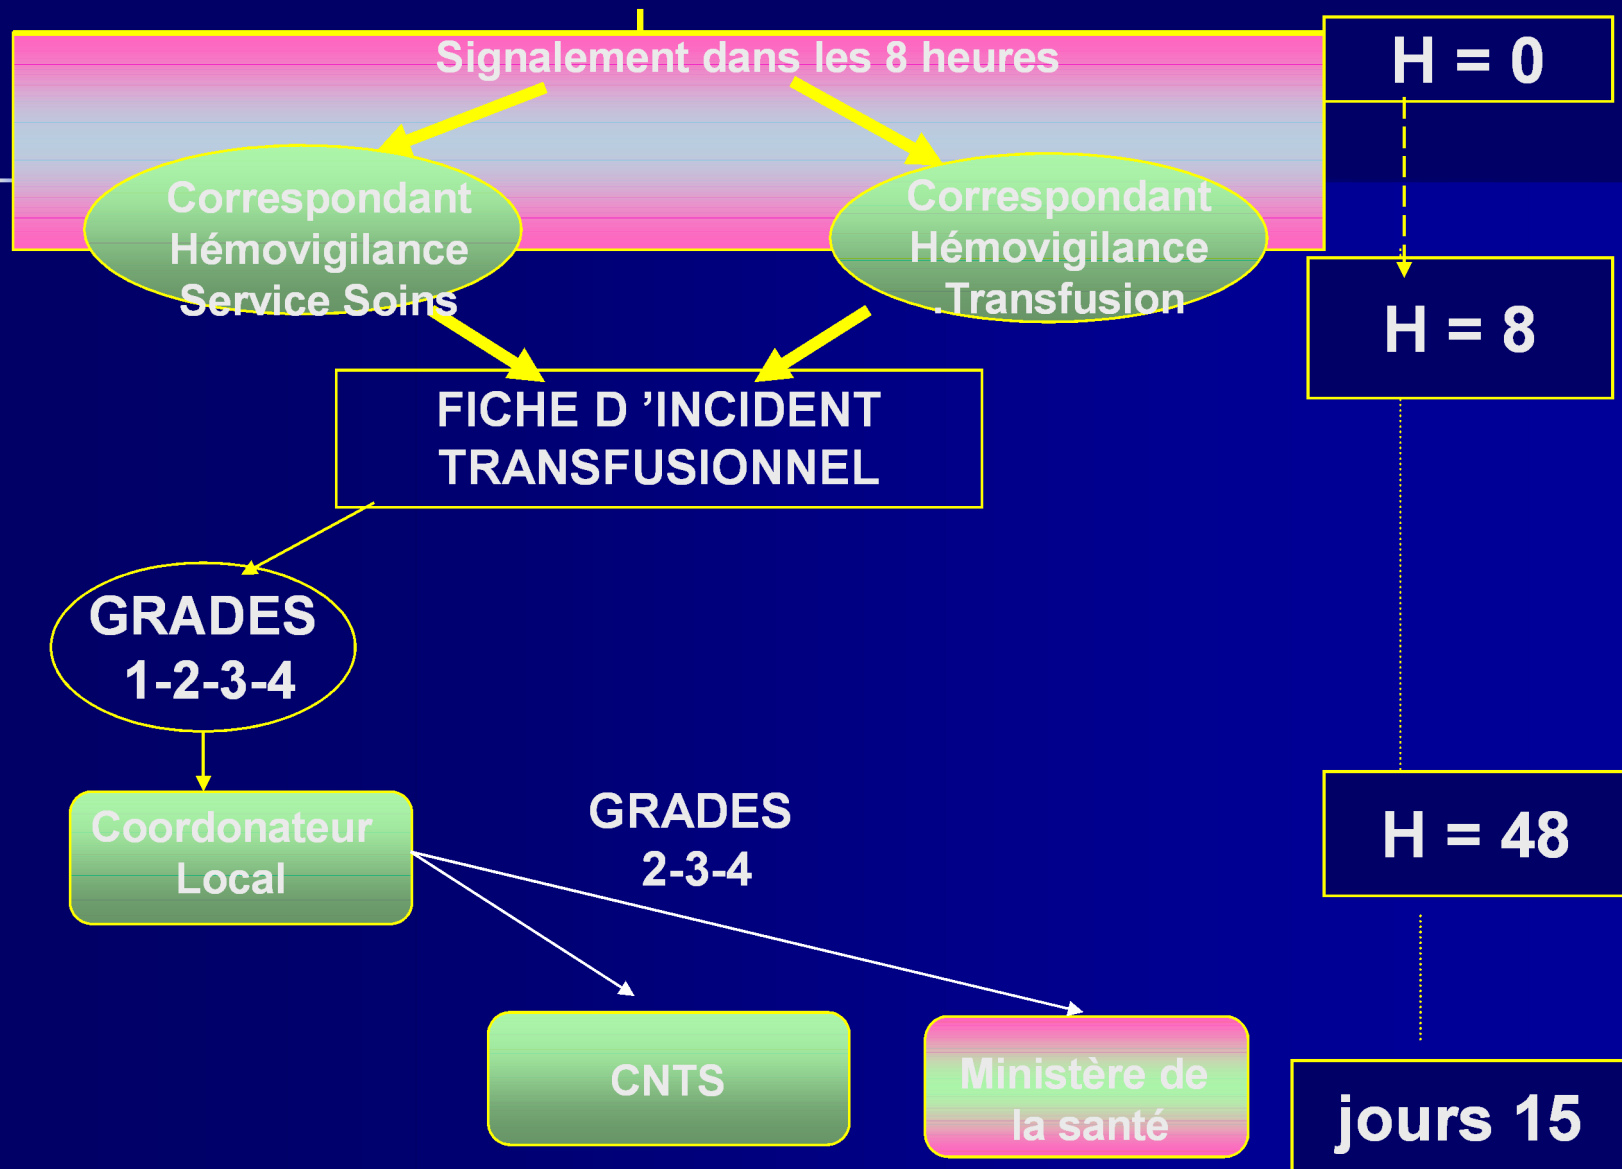 Signalement dans les 8 heures
H = 0
Correspondant
Hémovigilance
Service Soins
Correspondant
Hémovigilance
.Transfusion
H = 8
FICHE D ’INCIDENT
TRANSFUSIONNEL
GRADES
1-2-3-4
Coordonateur
Local
GRADES
2-3-4
H = 48
CNTS
Ministère de
la santé
jours 15